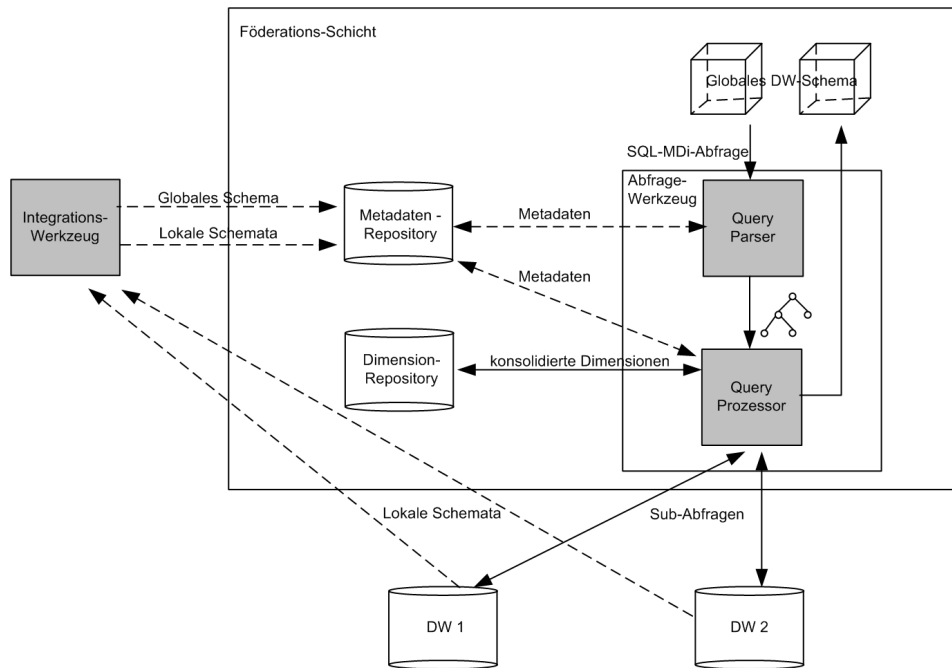 Föderations-Schicht
Globales DW-Schema
SQL-MDi-Abfrage
Abfrage-
Werkzeug
Integrations-
Werkzeug
Globales Schema
Lokale Schemata
Metadaten -
Repository
Metadaten
Query
Parser
Metadaten
Dimension-
Repository
konsolidierte Dimensionen
Query
Prozessor
Lokale Schemata
Sub-Abfragen
DW 1
DW 2